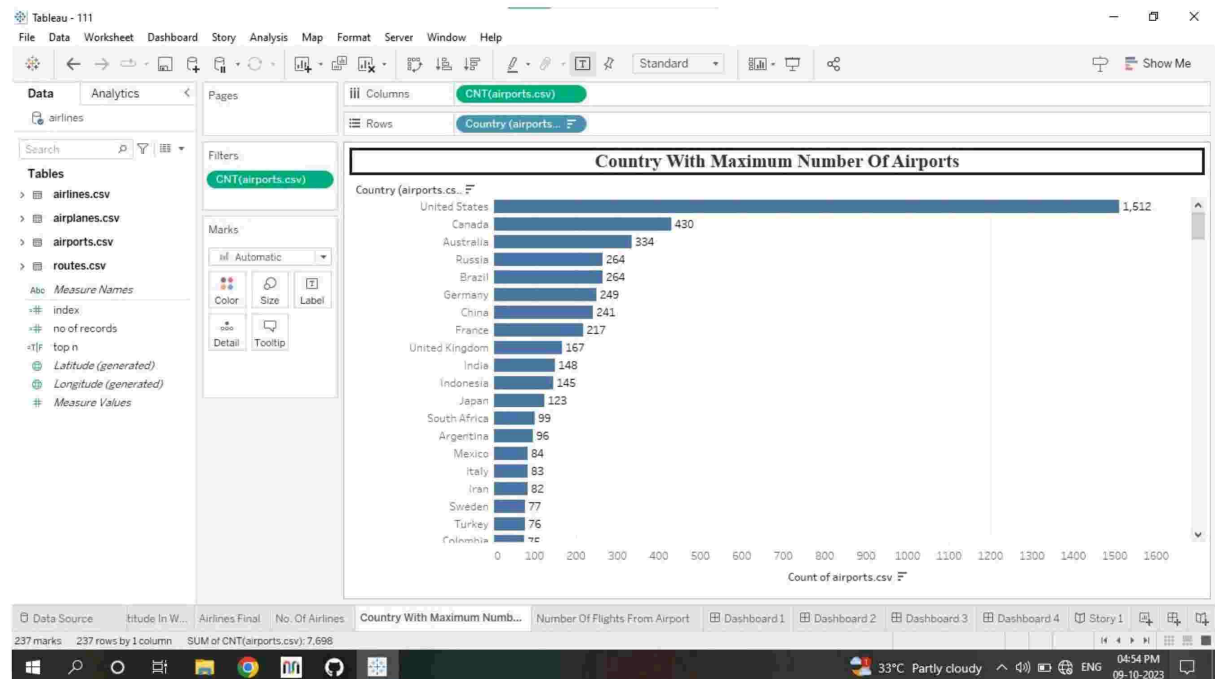 Tableau - 111
File Data Worksheet Dashboard Story Analysis Map Format Server Window Help
Standard
Show Me
Data Analytics
airlines
Search
Tables
airlines.csv
airplanes.csv
airports.csv
routes.csv
Abc Measure Names
index
no of records
top n
Latitude (generated)
Longitude (generated)
Measure Values
Pages
Filters
CNT(airports.csv)
Marks
Automatic
Color Size Label
Detail Tooltip
Columns CNT(airports.csv)
Rows Country (airports...
Country With Maximum Number Of Airports
Country (airports.cs..
United States 1,512
Canada 430
Australia 334
Russia 264
Brazil 264
Germany 249
China 241
France 217
United Kingdom 167
India 148
Indonesia 145
Japan 123
South Africa 99
Argentina 96
Mexico 84
Italy 83
Iran 82
Sweden 77
Turkey 76
Colombia 75
0 100 200 300 400 500 600 700 800 900 1000 1100 1200 1300 1400 1500 1600
Count of airports.csv
Data Source titude In W... Airlines Final No. Of Airlines Country With Maximum Numb... Number Of Flights From Airport Dashboard 1 Dashboard 2 Dashboard 3 Dashboard 4 Story 1
237 marks 237 rows by 1 column SUM of CNT(airports.csv): 7,698
33°C Partly cloudy ENG 04:54 PM
09-10-2023